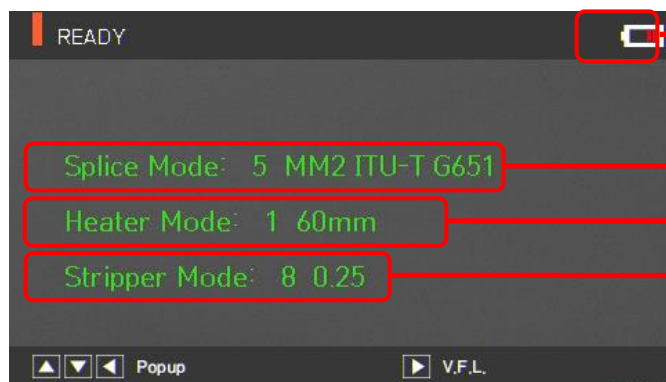 READY
Splice Mode: 5 MM2 ITU-T G651
Heater Mode: 1 60mm
Stripper Mode: 8 0.25
Popup V.F.L.